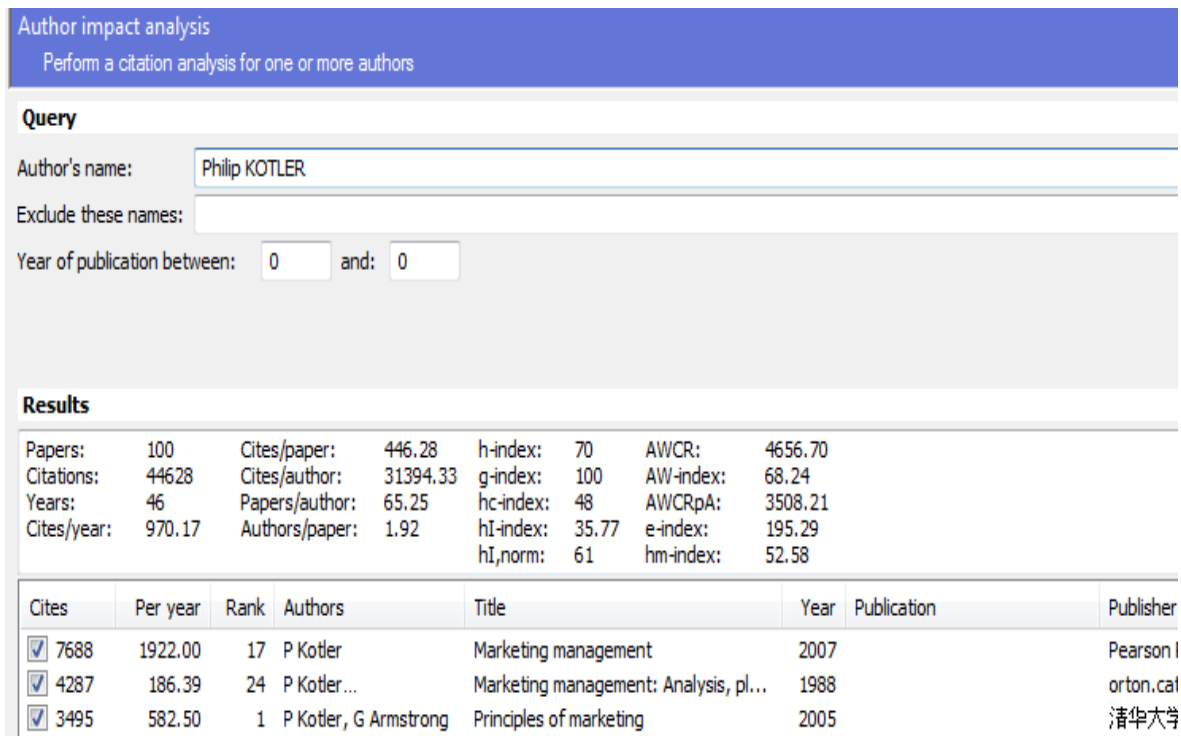 Author impact analysis
Perform a citation analysis for one or more authors
Query
Author's name: Philip KOTLER
Exclude these names:
Year of publication between: 0 and: 0
Results
Papers: 100 Cites/paper: 446.28 h-index: 70 AWCR: 4656.70
Citations: 44628 Cites/author: 31394.33 g-index: 100 AW-index: 68.24
Years: 46 Papers/author: 65.25 hc-index: 48 AWCRpA: 3508.21
Cites/year: 970.17 Authors/paper: 1.92 hI-index: 35.77 e-index: 195.29
hI,norm: 61 hm-index: 52.58
Cites Per year Rank Authors Title Year Publication Publisher
7688 1922.00 17 P Kotler Marketing management 2007 Pearson
4287 186.39 24 P Kotler... Marketing management: Analysis, pl... 1988 orton.cat
3495 582.50 1 P Kotler, G Armstrong Principles of marketing 2005 清华大学